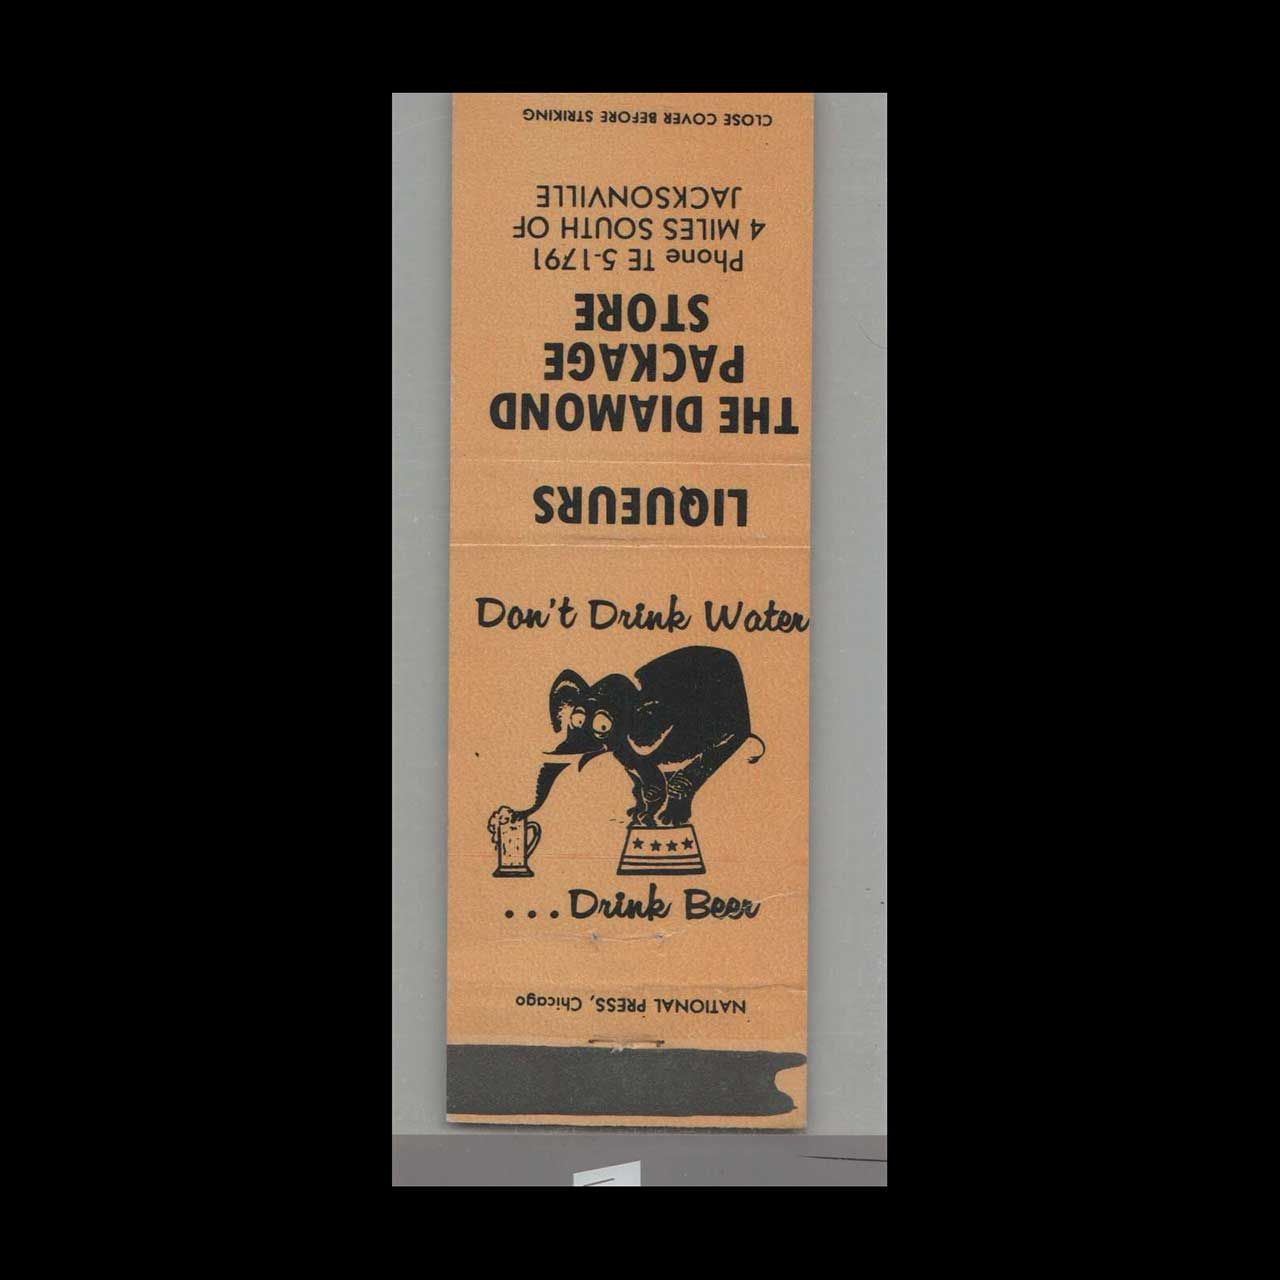 CLOSE COVER BEFORE STRIKING
THE DIAMOND
PACKAGE
STORE
Phone TE 5-1791
4 MILES SOUTH OF
JACKSONVILLE
LIQUEURS
Don't Drink Water
...Drink Beer
NATIONAL PRESS, Chicago